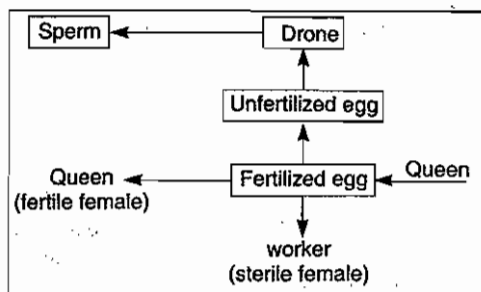 Sperm
Drone
Unfertilized egg
Queen
(fertile female)
Fertilized egg
Queen
worker
(sterile female)